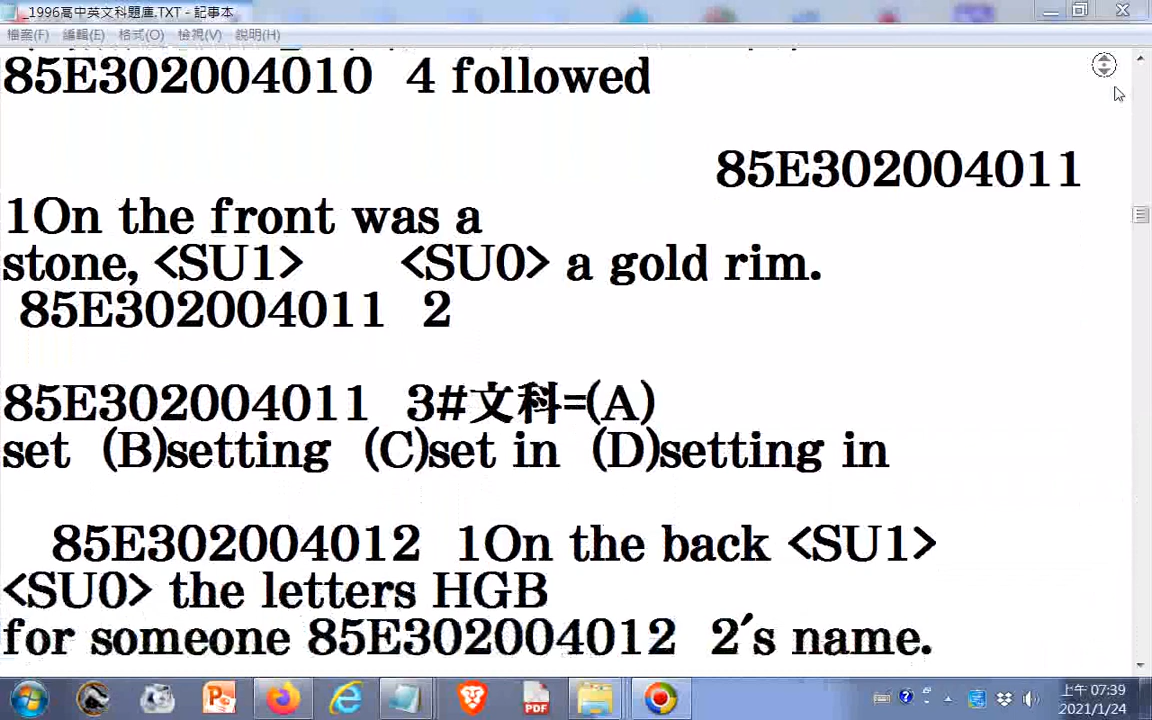 _1996高中英文科題庫.TXT - 記事本
檔案(F) 編輯(E) 格式(O) 檢視(V) 說明(H)
85E302004010 4 followed
85E302004011
1On the front was a
stone, <SU1> <SU0> a gold rim.
85E302004011 2
85E302004011 3#文科=(A)
set (B)setting (C)set in (D)setting in
85E302004012 1On the back <SU1>
<SU0> the letters HGB
for someone 85E302004012 2's name.
PDF
上午 07:39
2021/1/24